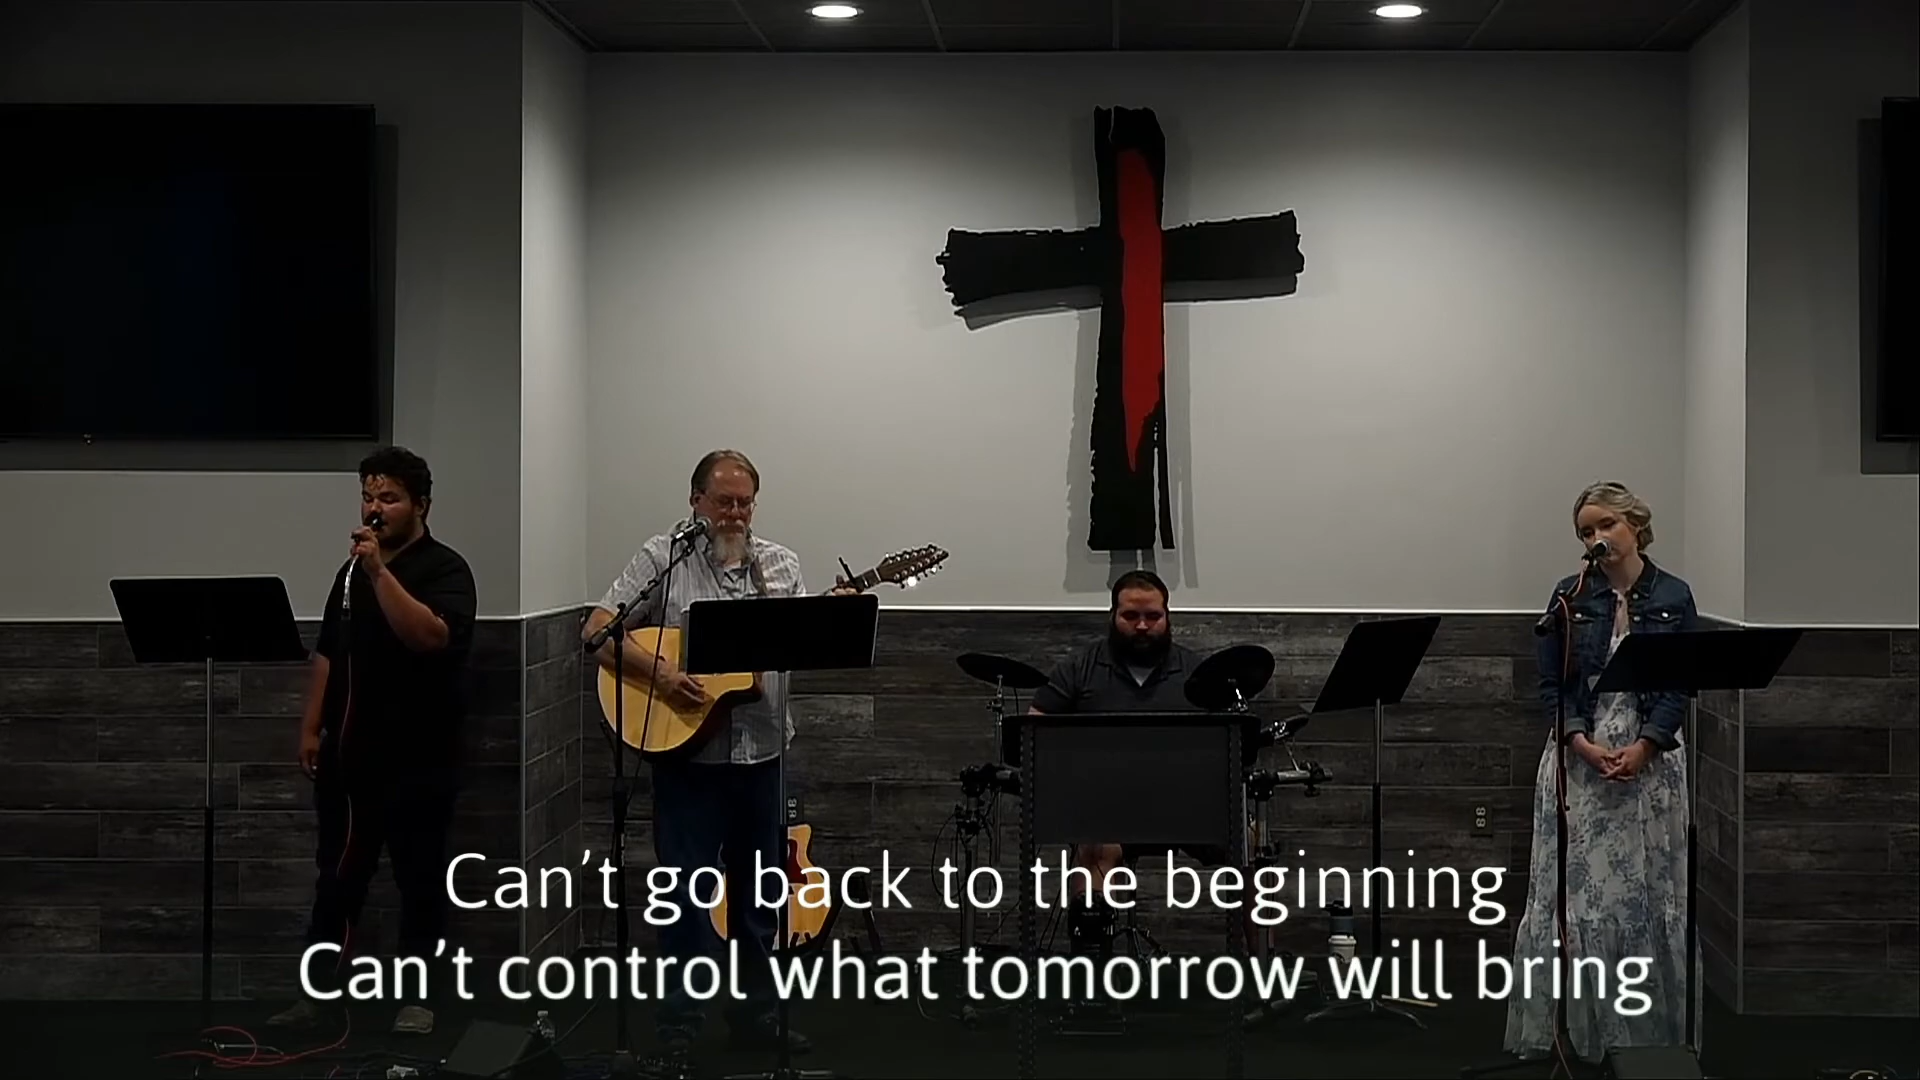 Can’t go back to the beginning
Can’t control what tomorrow will bring